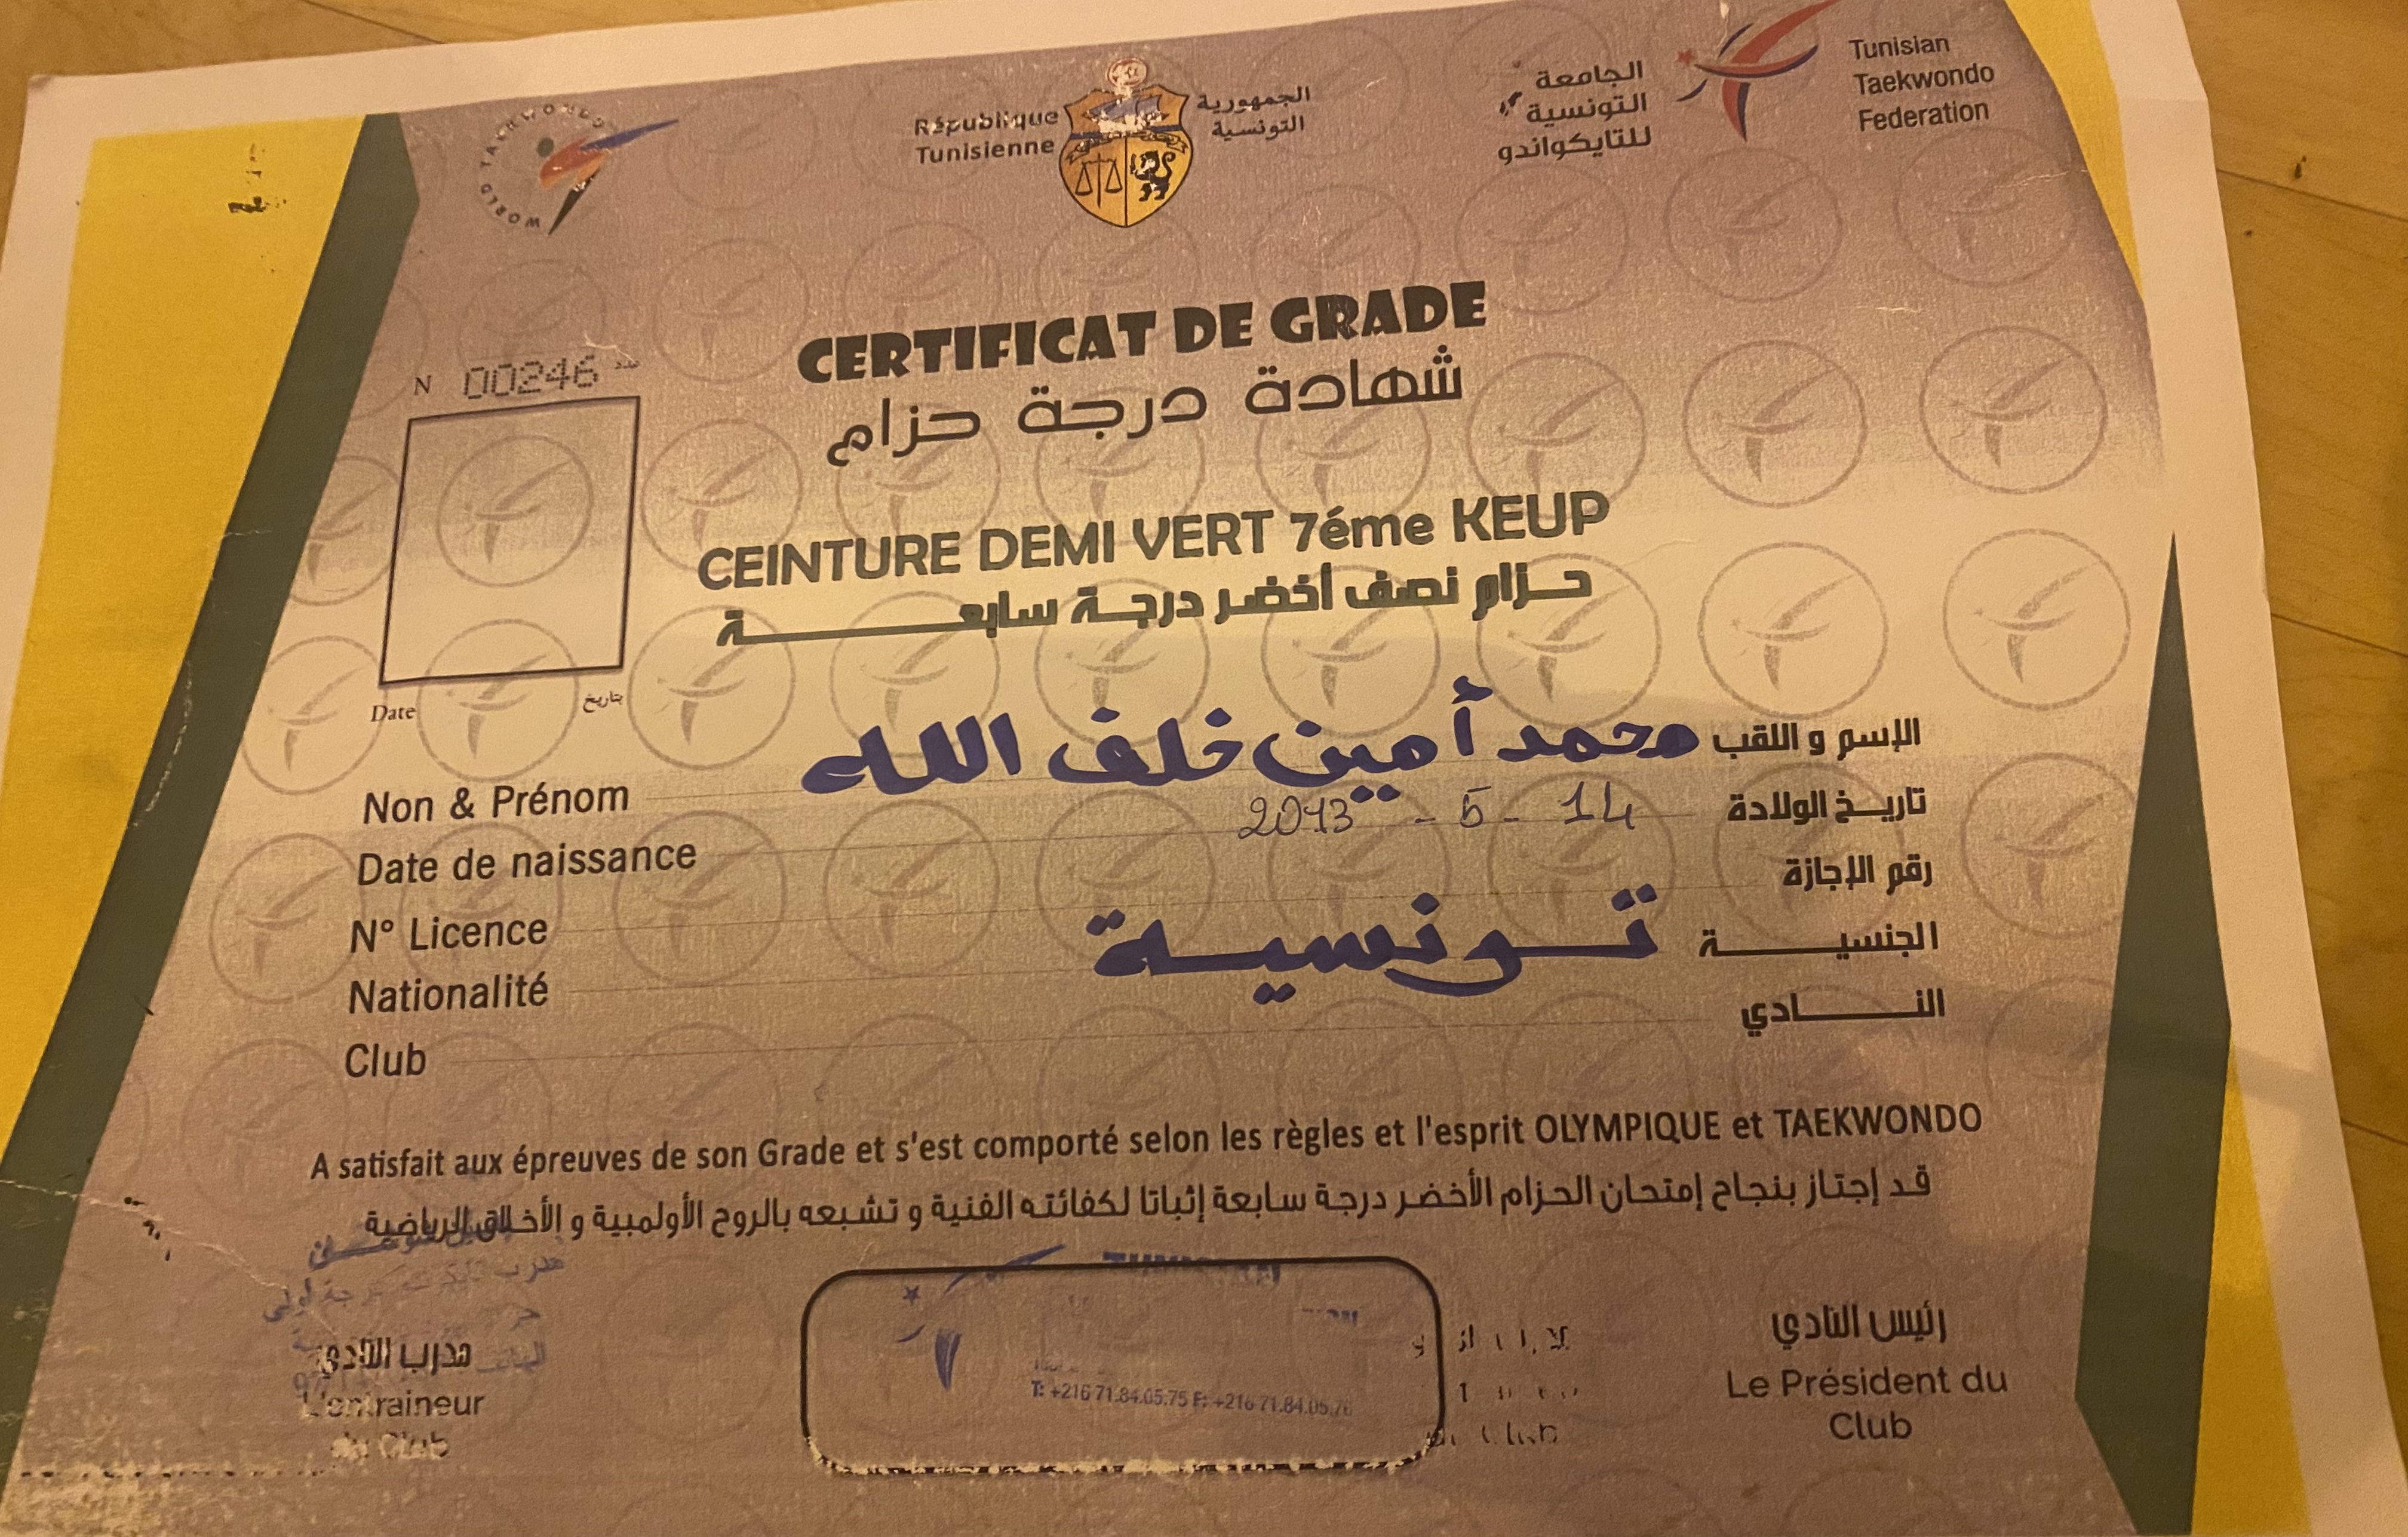 WORLD TAEKWONDO
République
Tunisienne
الجمهورية
التونسية
الجامعة
التونسية
للتايكواندو
Tunisian
Taekwondo
Federation
CERTIFICAT DE GRADE
شهادة درجة حزام
N 00246 عدد
CEINTURE DEMI VERT 7éme KEUP
حزام نصف أخضر درجة سابعة
Date تاريخ
الإسم و اللقب محمد أمين خلف الله
Non & Prénom
تاريخ الولادة 14 - 5 - 2013
Date de naissance
رقم الإجازة
N° Licence
الجنسية تونسية
Nationalité
النادي
Club
A satisfait aux épreuves de son Grade et s'est comporté selon les règles et l'esprit OLYMPIQUE et TAEKWONDO
قد إجتاز بنجاح إمتحان الحزام الأخضر درجة سابعة إثباتا لكفائته الفنية و تشبعه بالروح الأولمبية و الأخلاق الرياضية
مدرب النادي
L'entraineur
du Club
T: +216 71.84.05.75 F: +216 71.84.05.76
Club
رئيس النادي
Le Président du
Club